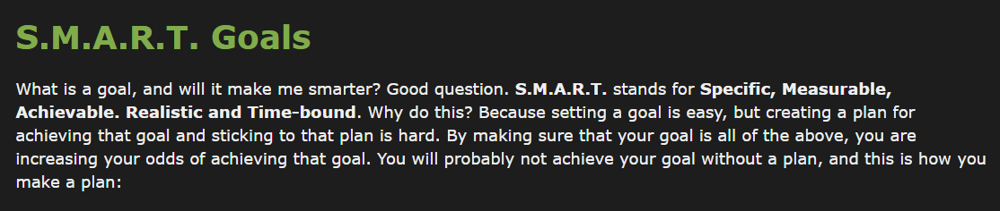 S.M.A.R.T. Goals
What is a goal, and will it make me smarter? Good question. S.M.A.R.T. stands for Specific, Measurable,
Achievable. Realistic and Time-bound. Why do this? Because setting a goal is easy, but creating a plan for
achieving that goal and sticking to that plan is hard. By making sure that your goal is all of the above, you are
increasing your odds of achieving that goal. You will probably not achieve your goal without a plan, and this is how you
make a plan: